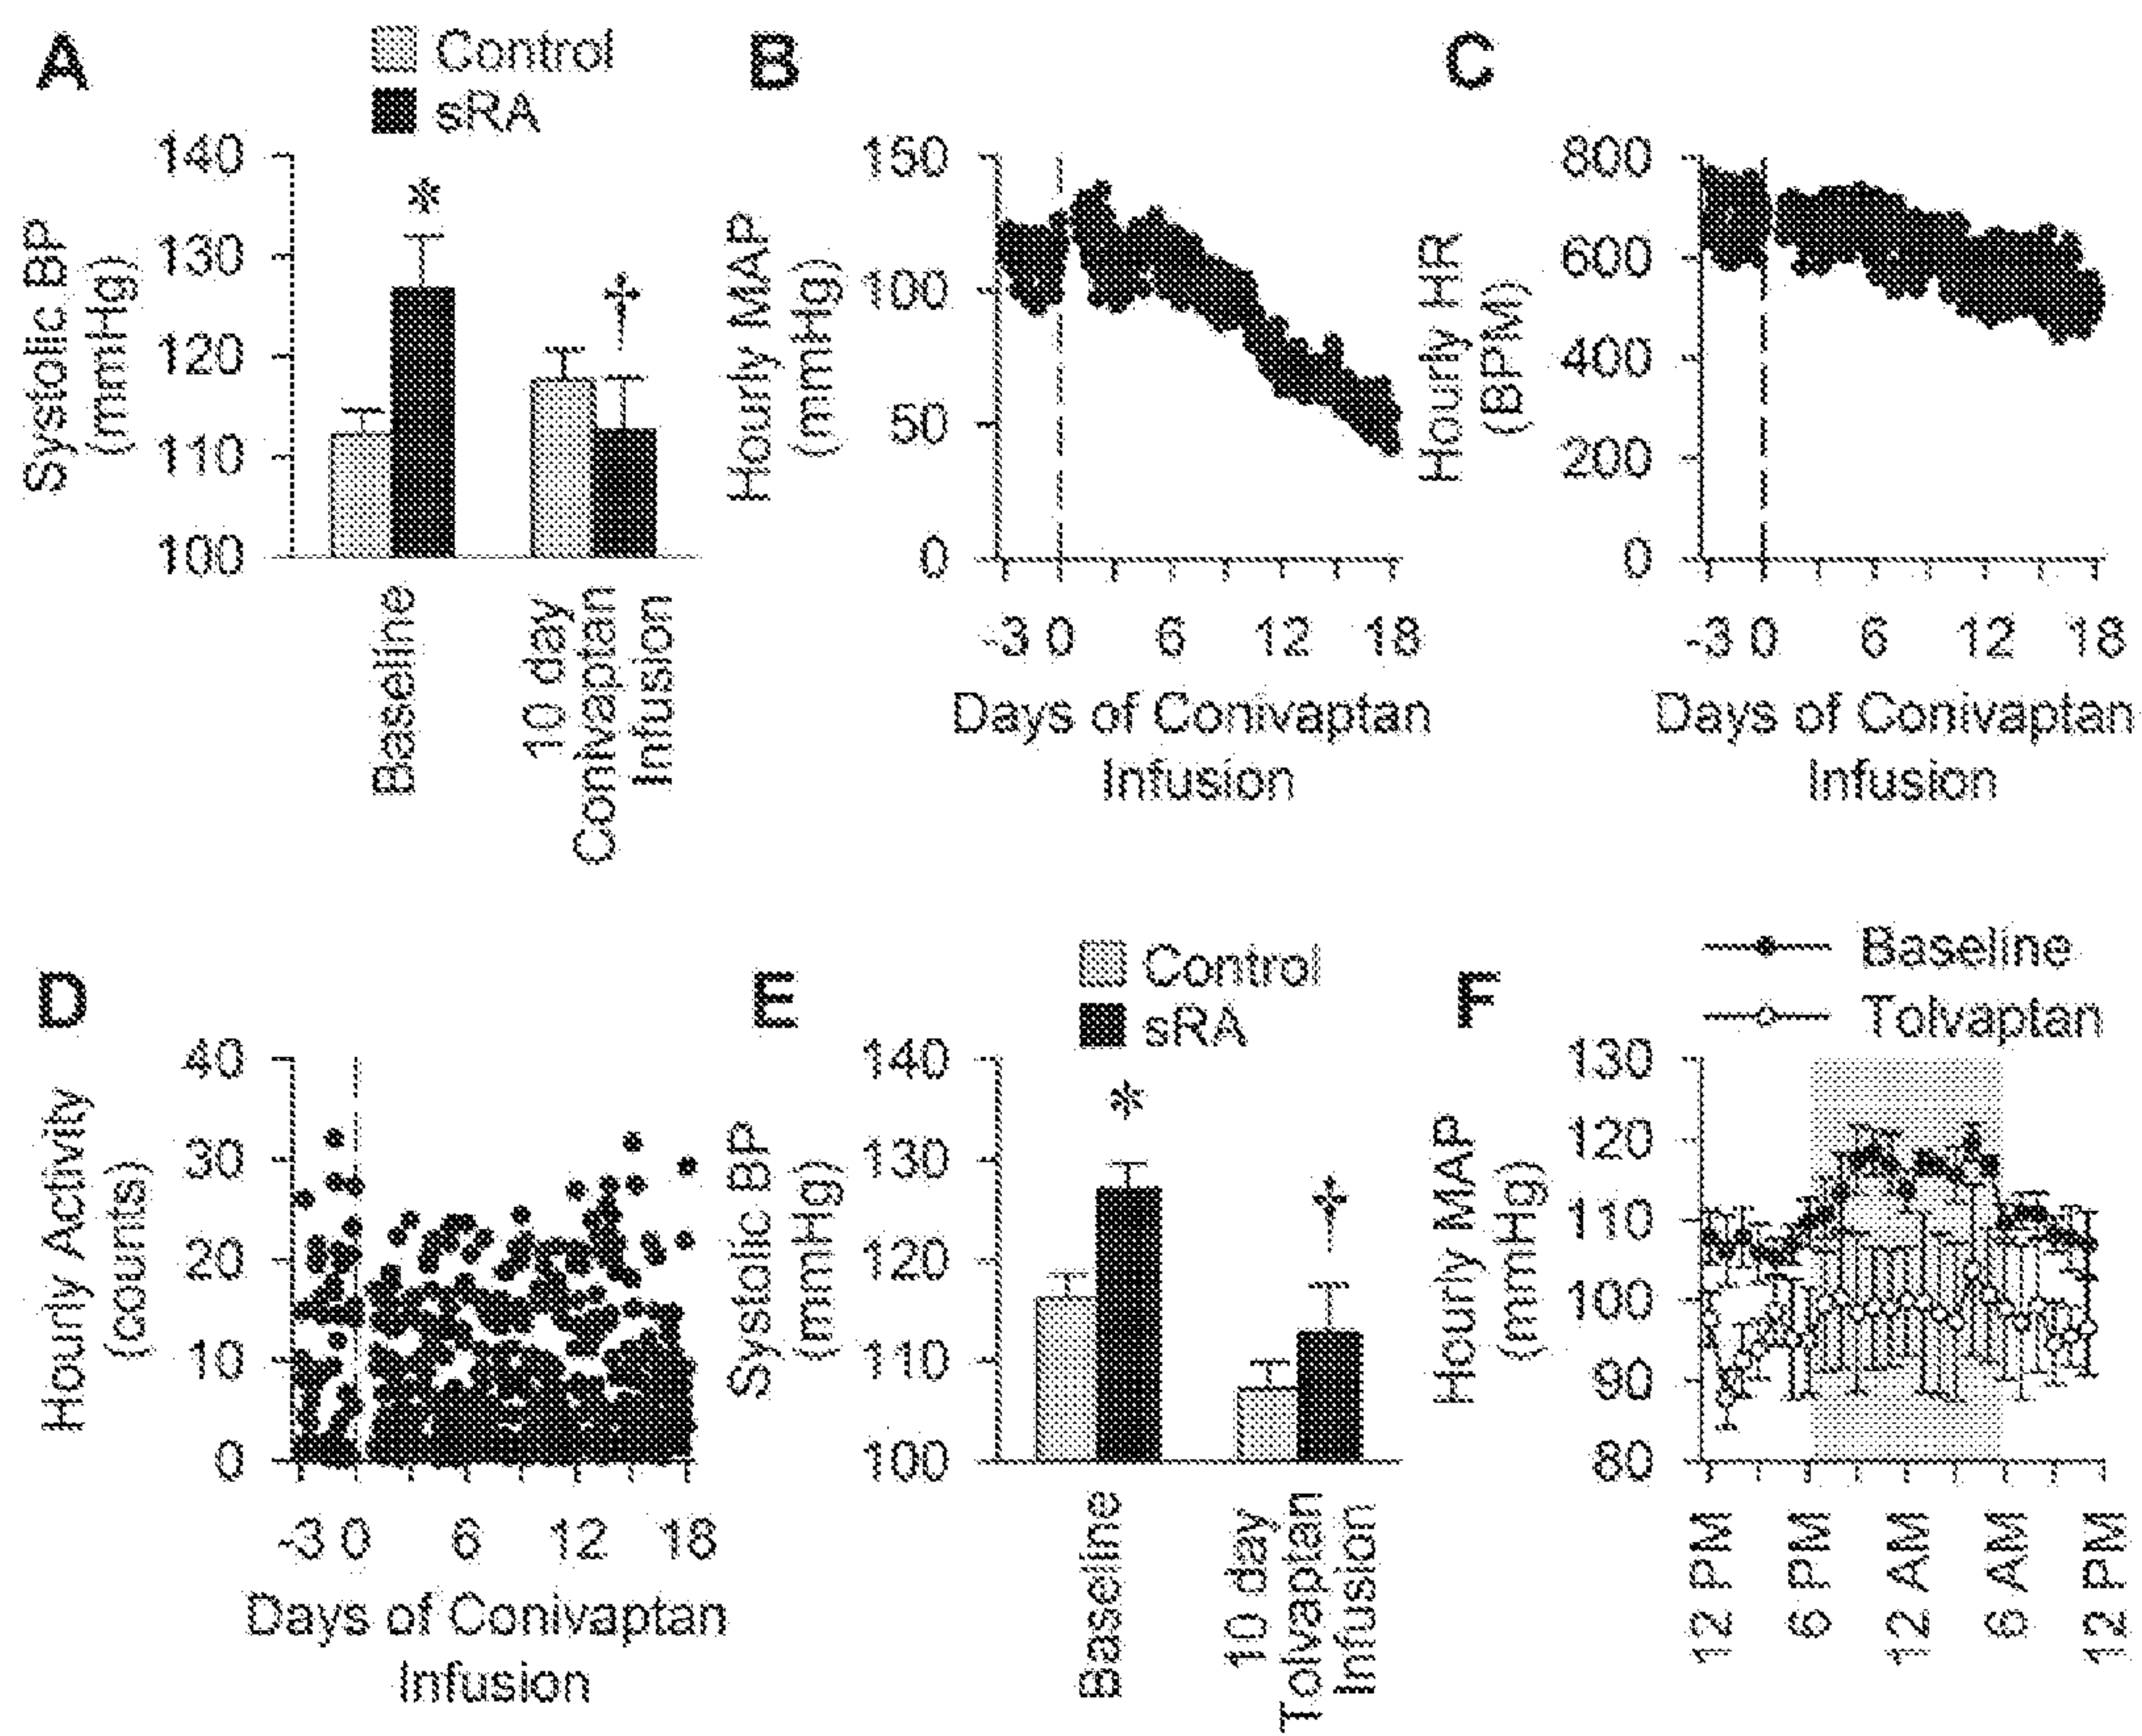 A
Control
sRA
Systolic BP
(mmHg)
140
130
120
110
100
*
†
Baseline
10 day
Conivaptan
Infusion
B
Hourly MAP
(mmHg)
150
100
50
0
-3 0 6 12 18
Days of Conivaptan
Infusion
C
Hourly HR
(BPM)
800
600
400
200
0
-3 0 6 12 18
Days of Conivaptan
Infusion
D
Hourly Activity
(counts)
40
30
20
10
0
-3 0 6 12 18
Days of Conivaptan
Infusion
E
Control
sRA
Systolic BP
(mmHg)
140
130
120
110
100
*
†
Baseline
10 day
Tolvaptan
Infusion
F
Baseline
Tolvaptan
Hourly MAP
(mmHg)
130
120
110
100
90
80
12 PM
6 PM
12 AM
6 AM
12 PM